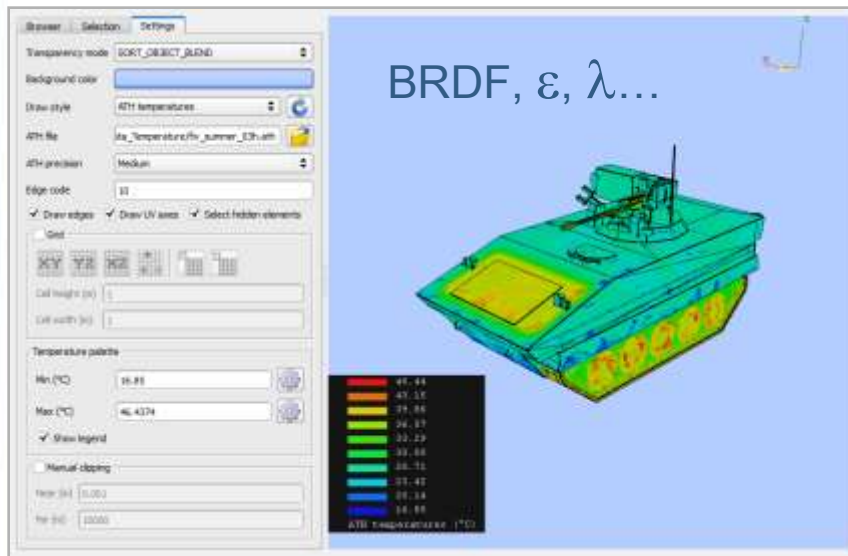 Browser Selection Settings
Transparency mode SORT_OBJECT_BLEND
Background color
Draw style ATH temperatures
ATH file
ATH precision Medium
Edge code 10
Draw edges Draw UV axes Select hidden elements
Grid
XY YZ XZ
Cell height (m) 1
Cell width (m) 1
Temperature palette
Min (°C) 16.85
Max (°C) 46.4374
Show legend
Manual clipping
Near (m) 0.001
Far (m) 10000
BRDF, ε, λ…
ATH temperatures (°C)